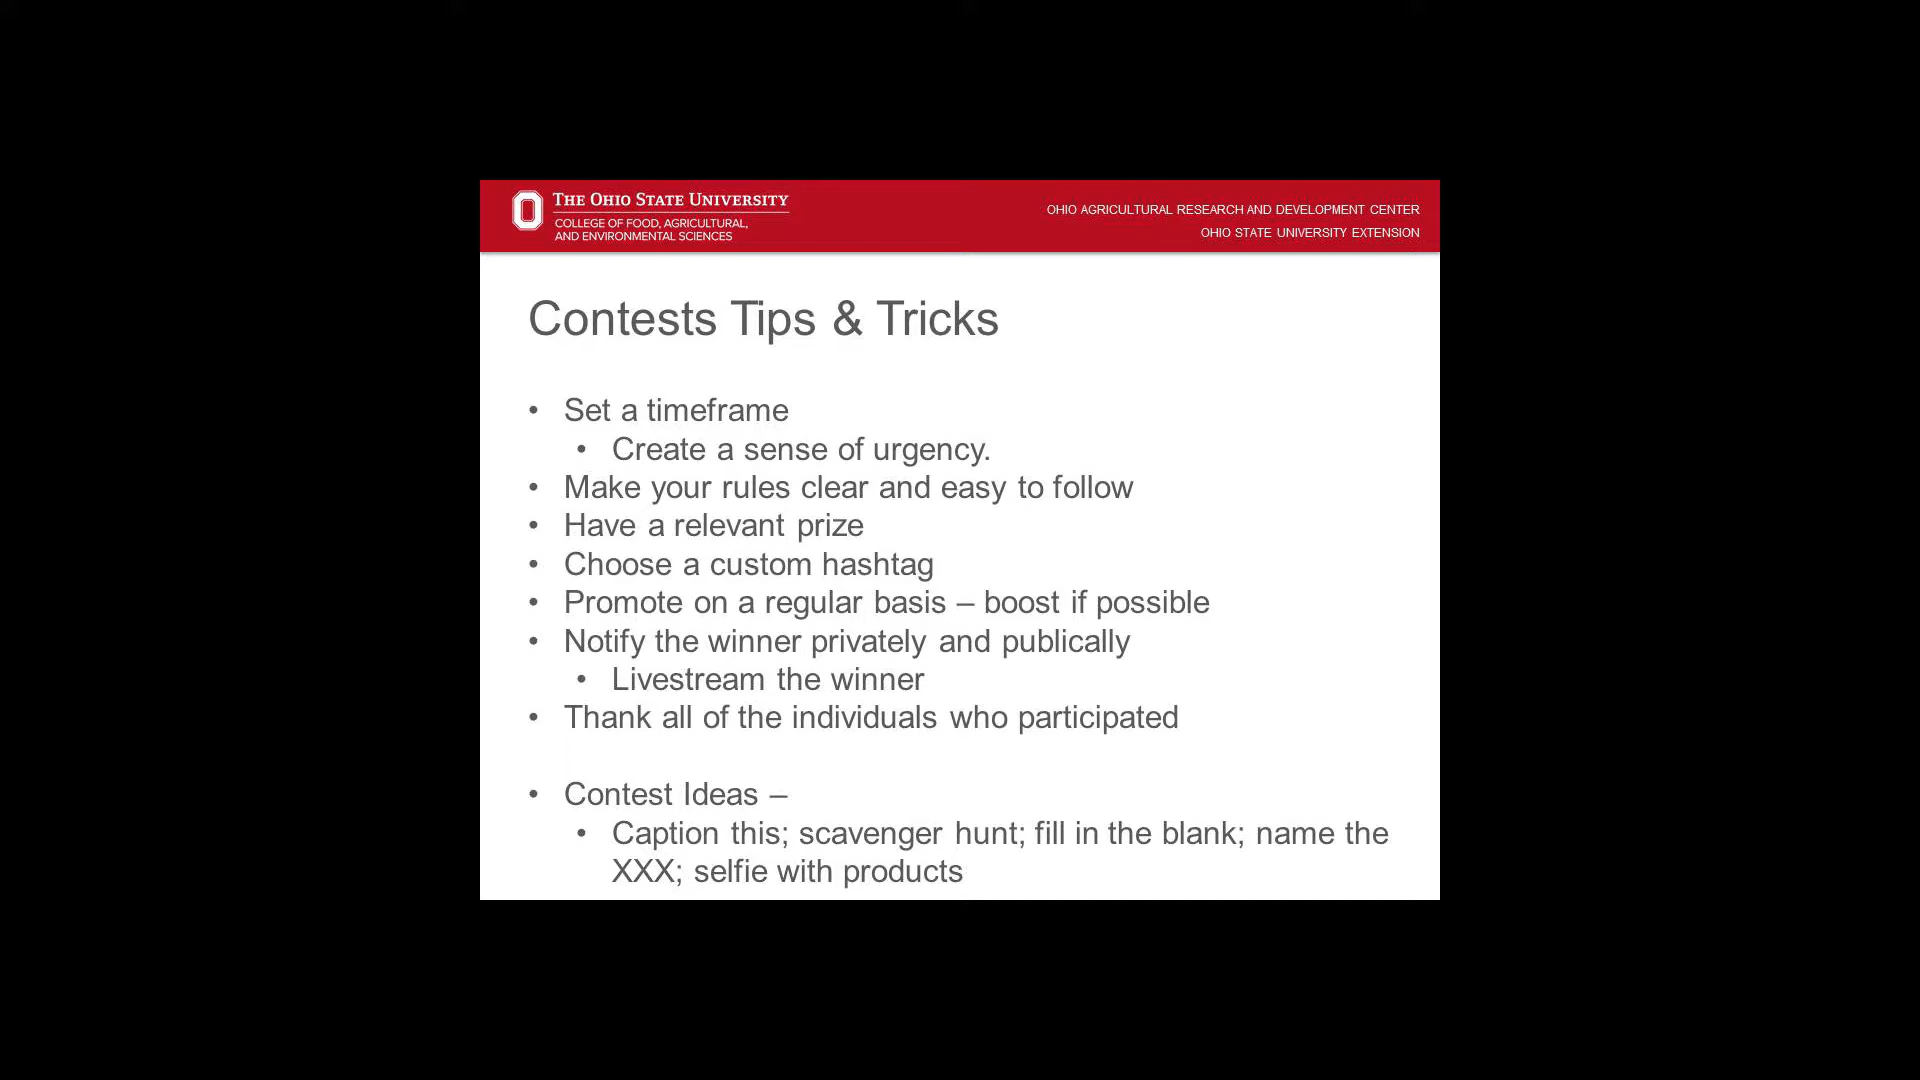 THE OHIO STATE UNIVERSITY
COLLEGE OF FOOD, AGRICULTURAL,
AND ENVIRONMENTAL SCIENCES
OHIO AGRICULTURAL RESEARCH AND DEVELOPMENT CENTER
OHIO STATE UNIVERSITY EXTENSION
Contests Tips & Tricks
• Set a timeframe
• Create a sense of urgency.
• Make your rules clear and easy to follow
• Have a relevant prize
• Choose a custom hashtag
• Promote on a regular basis – boost if possible
• Notify the winner privately and publically
• Livestream the winner
• Thank all of the individuals who participated
• Contest Ideas –
• Caption this; scavenger hunt; fill in the blank; name the
XXX; selfie with products